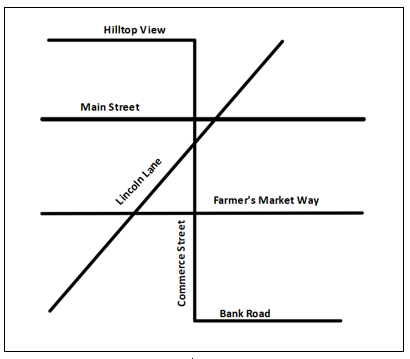 Hilltop View
Main Street
Lincoln Lane
Farmer's Market Way
Commerce Street
Bank Road